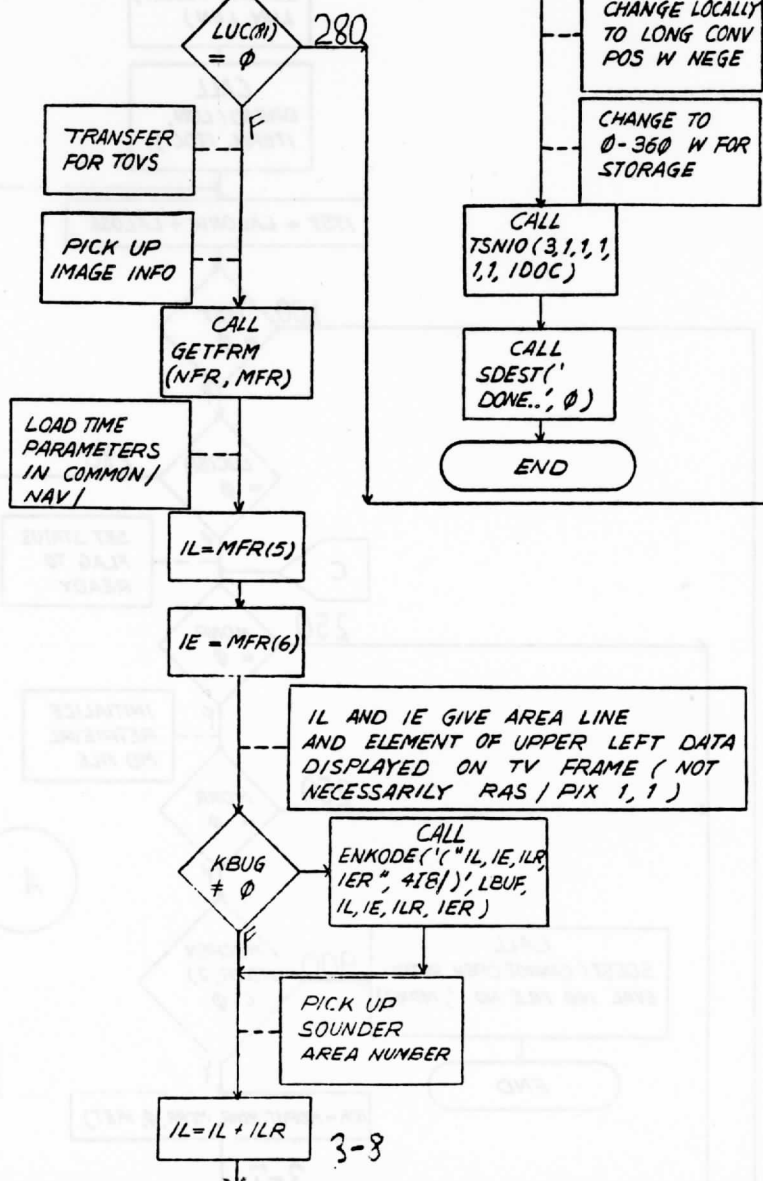 LUC(71)
= Ø
280
F
TRANSFER
FOR TOVS
PICK UP
IMAGE INFO
CALL
GETFRM
(NFR, MFR)
LOAD TIME
PARAMETERS
IN COMMON/
NAV/
IL=MFR(5)
IE=MFR(6)
IL AND IE GIVE AREA LINE
AND ELEMENT OF UPPER LEFT DATA
DISPLAYED ON TV FRAME (NOT
NECESSARILY RAS / PIX 1, 1 )
KBUG
≠ Ø
CALL
ENKODE('("IL, IE, ILR,
IER", 4I6/)', LBUF,
IL, IE, ILR, IER)
F
PICK UP
SOUNDER
AREA NUMBER
IL=IL + ILR
3-8
CHANGE LOCALLY
TO LONG CONV
POS W NEGE
CHANGE TO
Ø-36Ø W FOR
STORAGE
CALL
TSNIO(3,1,1,1,
1,1, IDOC)
CALL
SDEST('
DONE..', Ø)
END